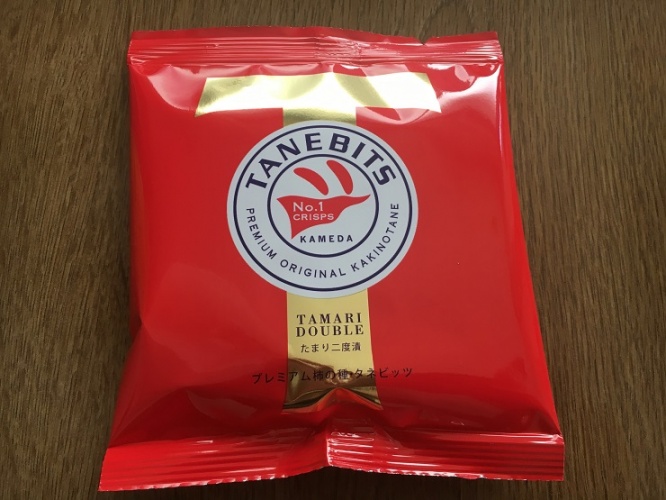 TANEBITS
No.1
CRISPS
KAMEDA
PREMIUM ORIGINAL KAKINOTANE
TAMARI
DOUBLE
たまり二度漬
プレミアム柿の種・タネビッツ